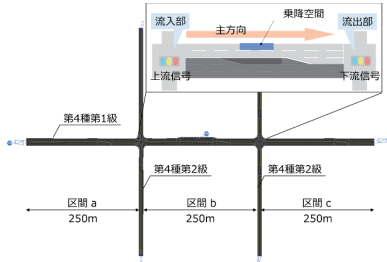 乗降空間
流入部
主方向
流出部
上流信号
下流信号
第4種第1級
第4種第2級
第4種第2級
区間 a
区間 b
区間 c
250m
250m
250m